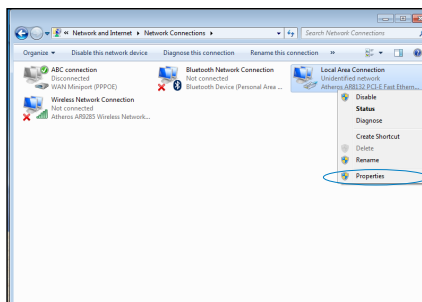 « Network and Internet ▸ Network Connections ▸
Search Network Connections
Organize ▾ Disable this network device Diagnose this connection Rename this connection »
ABC connection
Disconnected
WAN Miniport (PPPOE)
Bluetooth Network Connection
Not connected
Bluetooth Device (Personal Area ...
Local Area Connection
Unidentified network
Atheros AR8132 PCI-E Fast Ethern...
Wireless Network Connection
Not connected
Atheros AR9285 Wireless Network...
Disable
Status
Diagnose
Create Shortcut
Delete
Rename
Properties